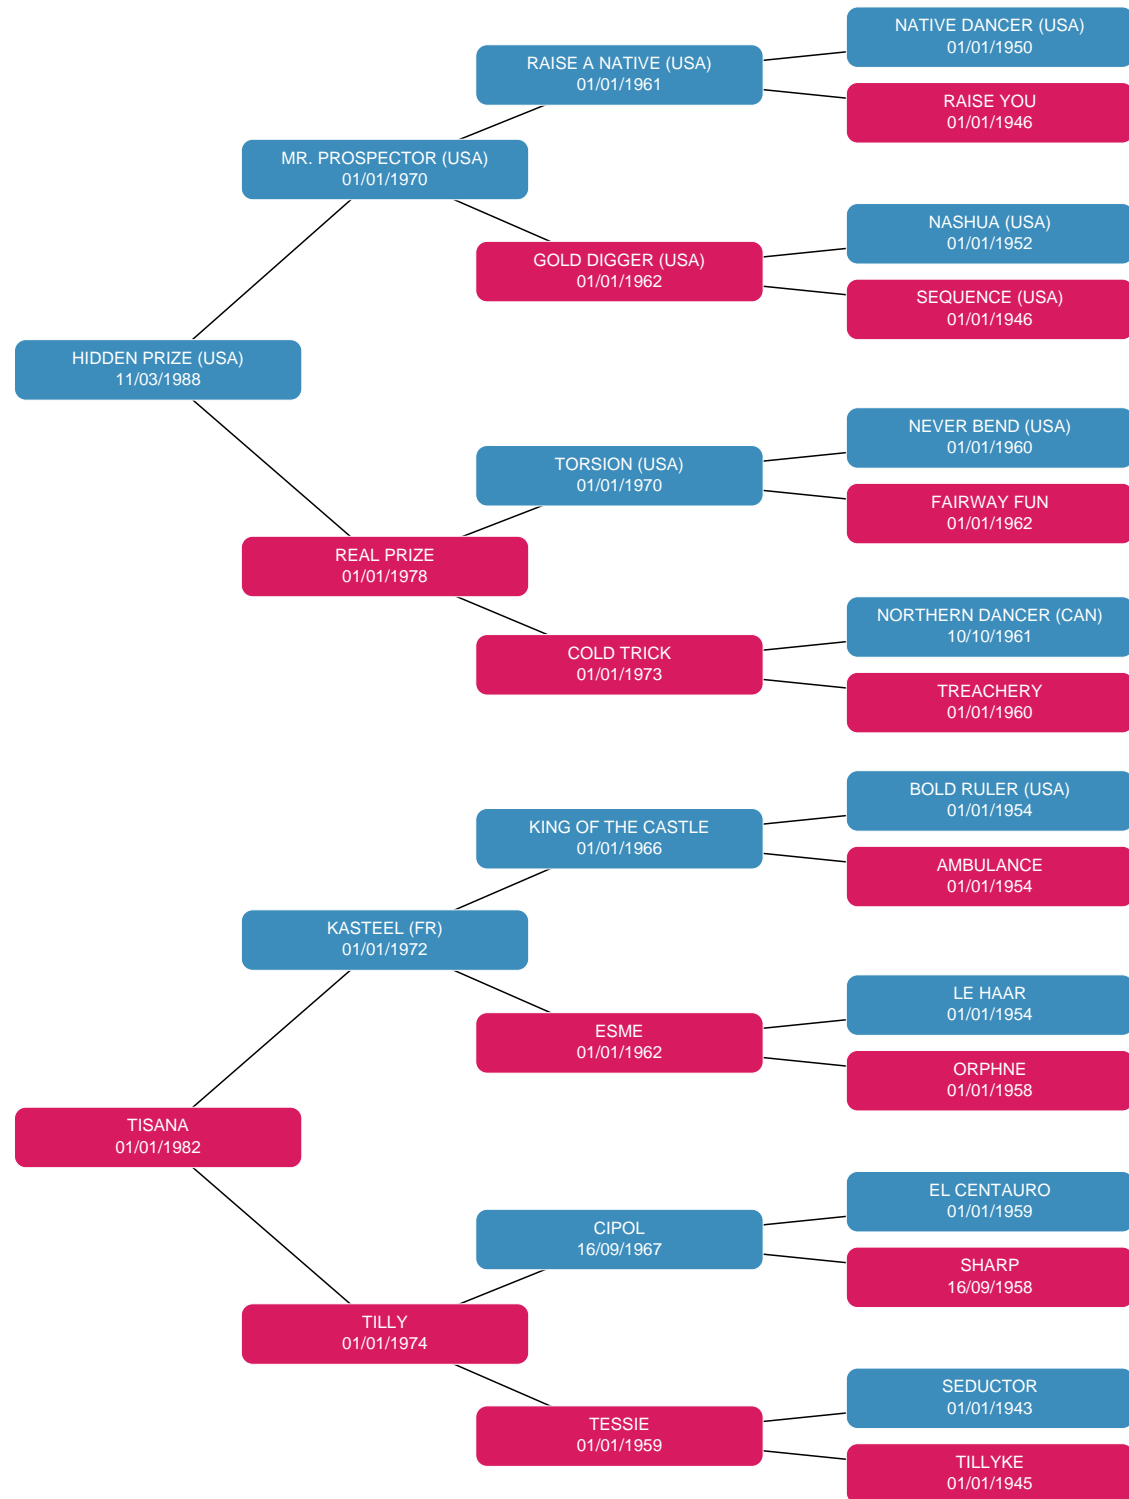 NATIVE DANCER (USA)
01/01/1950
RAISE A NATIVE (USA)
01/01/1961
RAISE YOU
01/01/1946
MR. PROSPECTOR (USA)
01/01/1970
NASHUA (USA)
01/01/1952
GOLD DIGGER (USA)
01/01/1962
SEQUENCE (USA)
01/01/1946
HIDDEN PRIZE (USA)
11/03/1988
NEVER BEND (USA)
01/01/1960
TORSION (USA)
01/01/1970
FAIRWAY FUN
01/01/1962
REAL PRIZE
01/01/1978
NORTHERN DANCER (CAN)
10/10/1961
COLD TRICK
01/01/1973
TREACHERY
01/01/1960
BOLD RULER (USA)
01/01/1954
KING OF THE CASTLE
01/01/1966
AMBULANCE
01/01/1954
KASTEEL (FR)
01/01/1972
LE HAAR
01/01/1954
ESME
01/01/1962
ORPHNE
01/01/1958
TISANA
01/01/1982
EL CENTAURO
01/01/1959
CIPOL
16/09/1967
SHARP
16/09/1958
TILLY
01/01/1974
SEDUCTOR
01/01/1943
TESSIE
01/01/1959
TILLYKE
01/01/1945